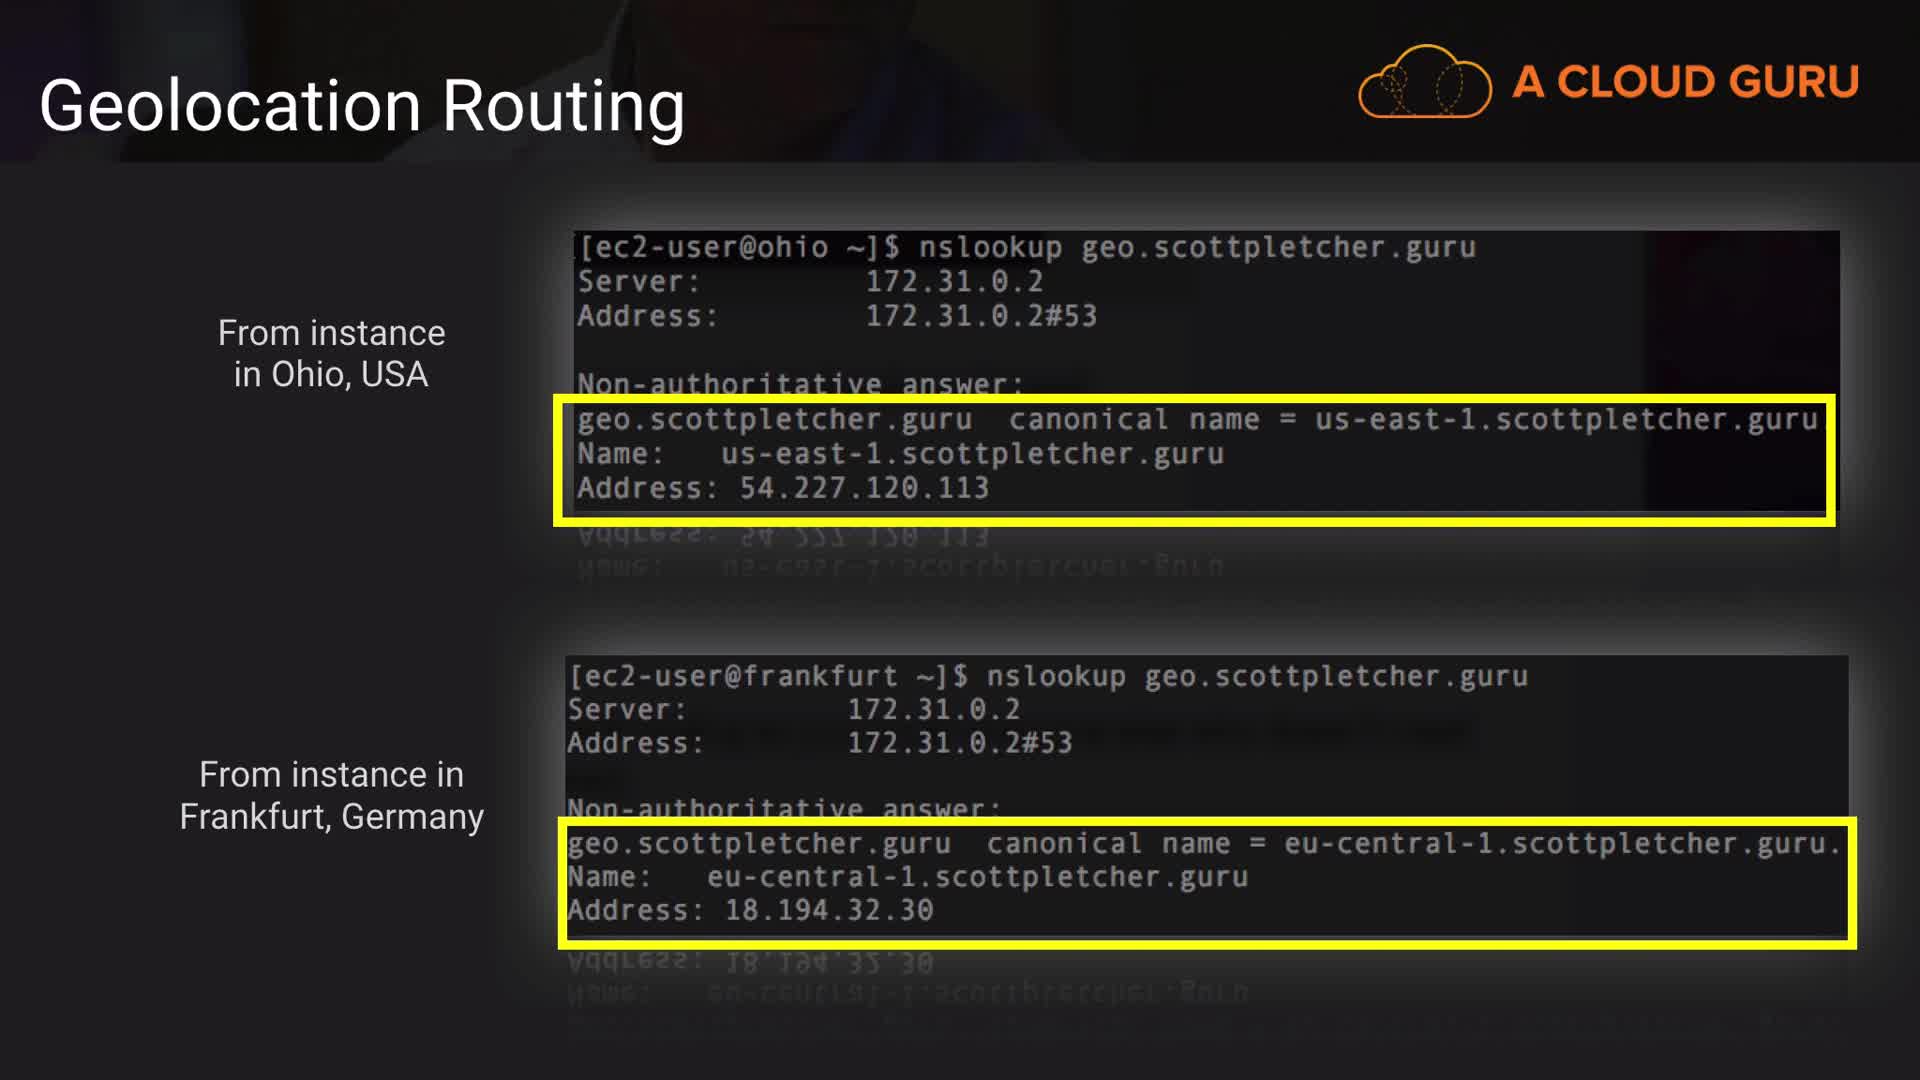 Geolocation Routing
A CLOUD GURU
From instance
in Ohio, USA
[ec2-user@ohio ~]$ nslookup geo.scottpletcher.guru
Server: 172.31.0.2
Address: 172.31.0.2#53
Non-authoritative answer:
geo.scottpletcher.guru canonical name = us-east-1.scottpletcher.guru.
Name: us-east-1.scottpletcher.guru
Address: 54.227.120.113
From instance in
Frankfurt, Germany
[ec2-user@frankfurt ~]$ nslookup geo.scottpletcher.guru
Server: 172.31.0.2
Address: 172.31.0.2#53
Non-authoritative answer:
geo.scottpletcher.guru canonical name = eu-central-1.scottpletcher.guru.
Name: eu-central-1.scottpletcher.guru
Address: 18.194.32.30